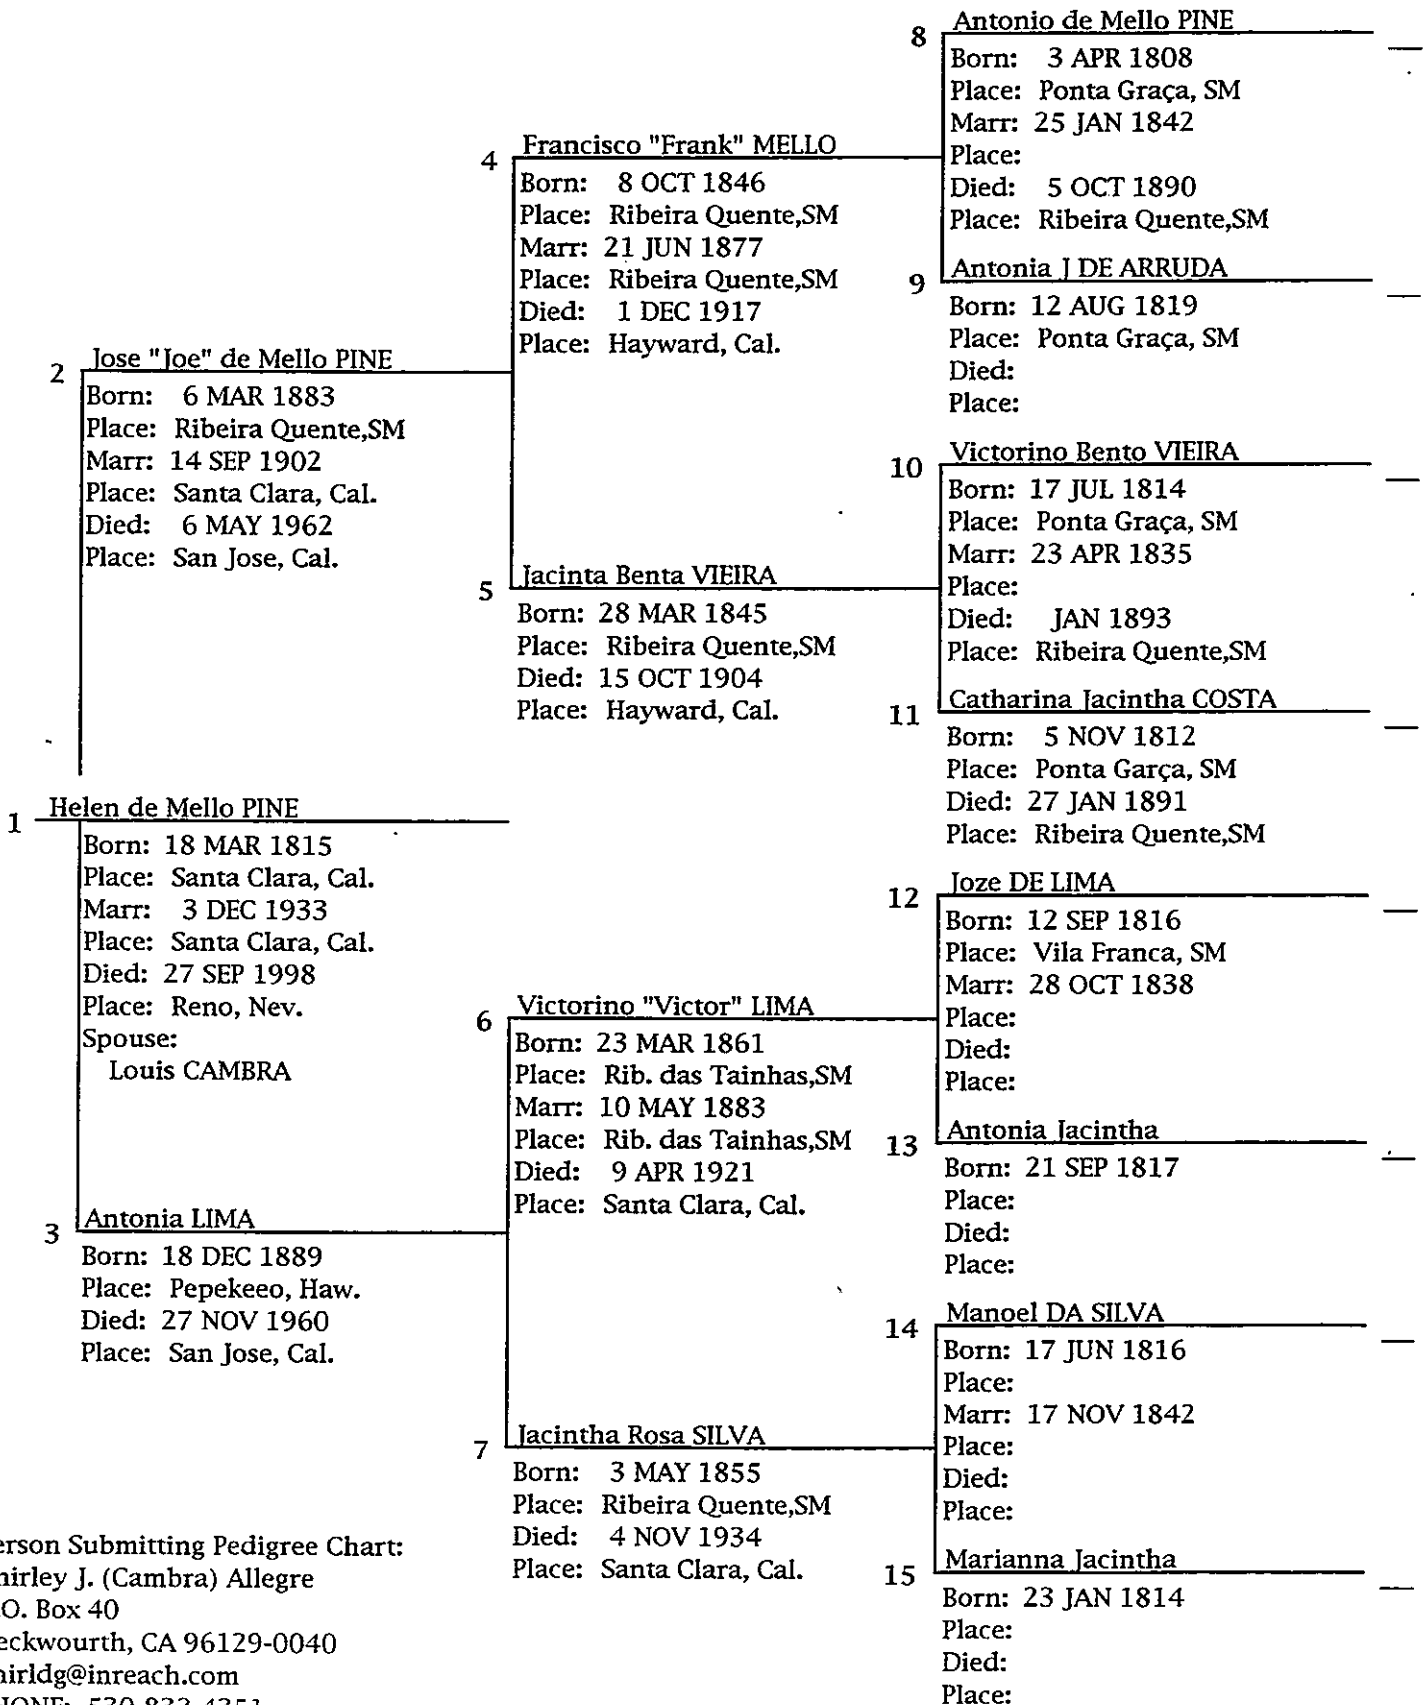 8 Antonio de Mello PINE
Born: 3 APR 1808
Place: Ponta Graça, SM
Marr: 25 JAN 1842
Place:
Died: 5 OCT 1890
Place: Ribeira Quente,SM
4 Francisco "Frank" MELLO
Born: 8 OCT 1846
Place: Ribeira Quente,SM
Marr: 21 JUN 1877
Place: Ribeira Quente,SM
Died: 1 DEC 1917
Place: Hayward, Cal.
9 Antonia J DE ARRUDA
Born: 12 AUG 1819
Place: Ponta Graça, SM
Died:
Place:
2 Jose "Joe" de Mello PINE
Born: 6 MAR 1883
Place: Ribeira Quente,SM
Marr: 14 SEP 1902
Place: Santa Clara, Cal.
Died: 6 MAY 1962
Place: San Jose, Cal.
10 Victorino Bento VIEIRA
Born: 17 JUL 1814
Place: Ponta Graça, SM
Marr: 23 APR 1835
Place:
Died: JAN 1893
Place: Ribeira Quente,SM
5 Jacinta Benta VIEIRA
Born: 28 MAR 1845
Place: Ribeira Quente,SM
Died: 15 OCT 1904
Place: Hayward, Cal.
11 Catharina Jacintha COSTA
Born: 5 NOV 1812
Place: Ponta Garça, SM
Died: 27 JAN 1891
Place: Ribeira Quente,SM
1 Helen de Mello PINE
Born: 18 MAR 1815
Place: Santa Clara, Cal.
Marr: 3 DEC 1933
Place: Santa Clara, Cal.
Died: 27 SEP 1998
Place: Reno, Nev.
Spouse:
Louis CAMBRA
12 Joze DE LIMA
Born: 12 SEP 1816
Place: Vila Franca, SM
Marr: 28 OCT 1838
Place:
Died:
Place:
6 Victorino "Victor" LIMA
Born: 23 MAR 1861
Place: Rib. das Tainhas,SM
Marr: 10 MAY 1883
Place: Rib. das Tainhas,SM
Died: 9 APR 1921
Place: Santa Clara, Cal.
13 Antonia Jacintha
Born: 21 SEP 1817
Place:
Died:
Place:
3 Antonia LIMA
Born: 18 DEC 1889
Place: Pepekeeo, Haw.
Died: 27 NOV 1960
Place: San Jose, Cal.
14 Manoel DA SILVA
Born: 17 JUN 1816
Place:
Marr: 17 NOV 1842
Place:
Died:
Place:
7 Jacintha Rosa SILVA
Born: 3 MAY 1855
Place: Ribeira Quente,SM
Died: 4 NOV 1934
Place: Santa Clara, Cal.
15 Marianna Jacintha
Born: 23 JAN 1814
Place:
Died:
Place:
erson Submitting Pedigree Chart:
hirley J. (Cambra) Allegre
.O. Box 40
eckwourth, CA 96129-0040
hirldg@inreach.com
HONE: 530-832-4351